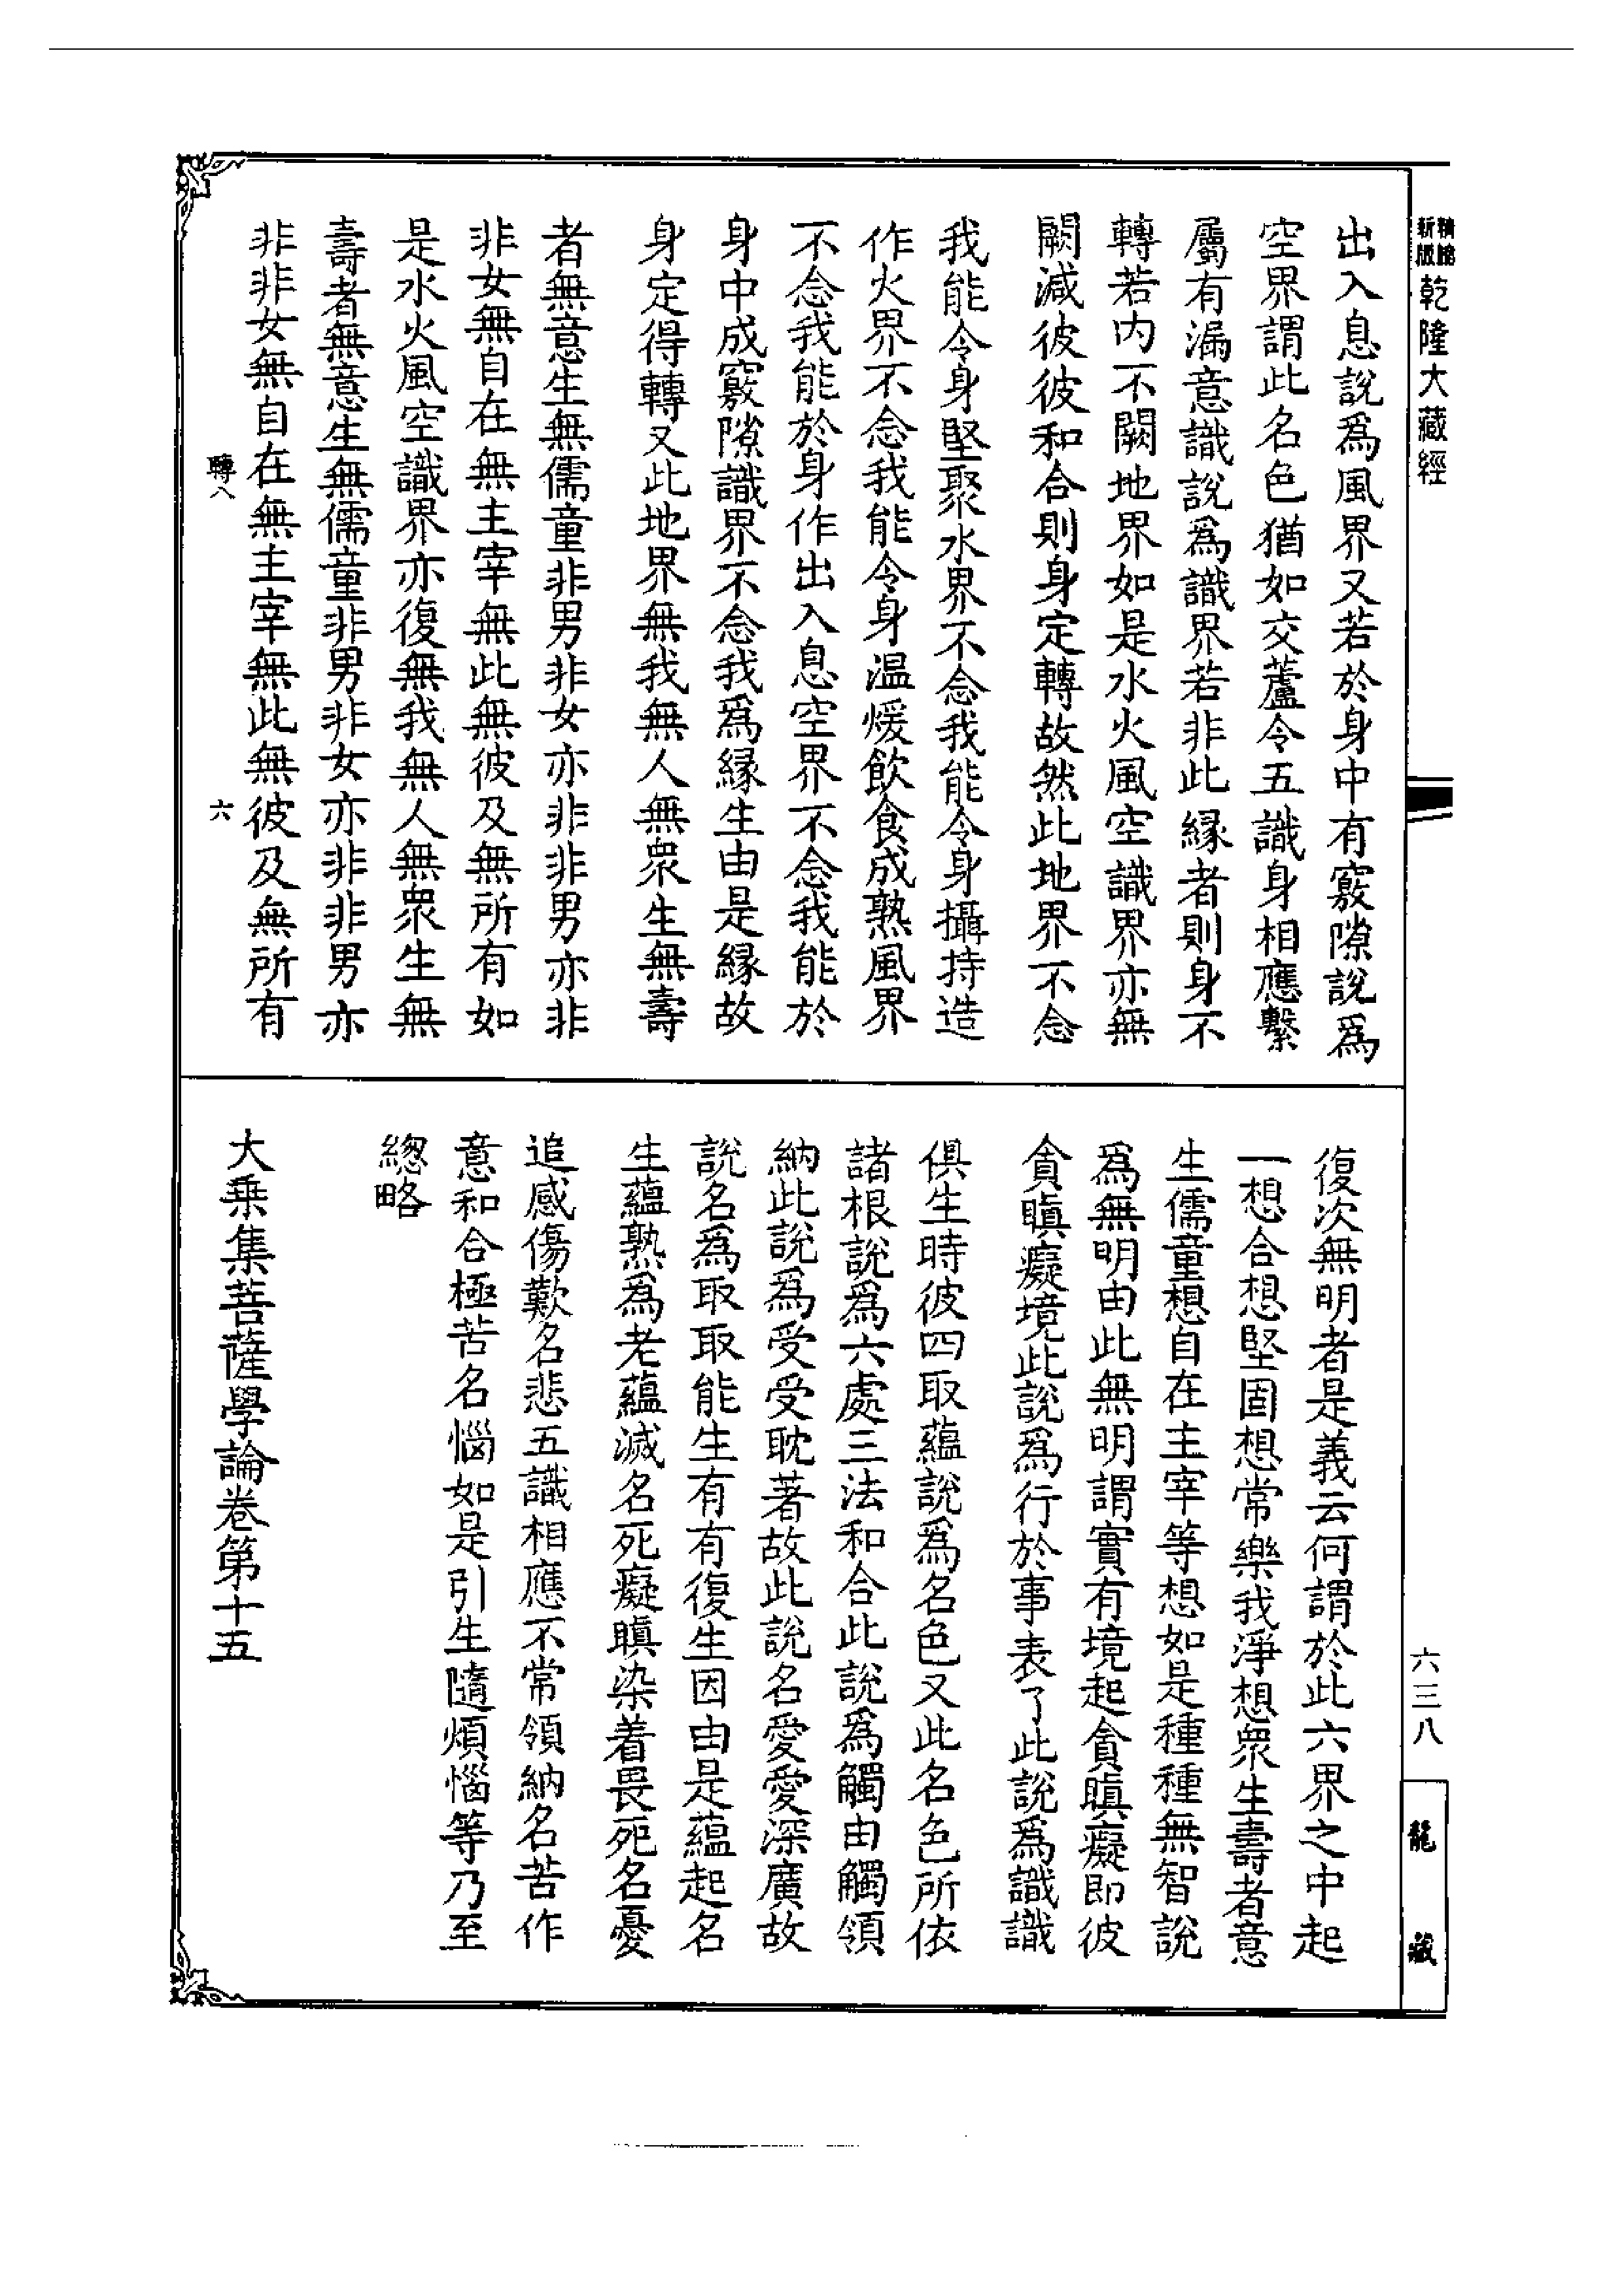 精縮
新版
乾隆大藏經
出入息說爲風界又若於身中有竅隙說爲
空界謂此名色猶如交蘆令五識身相應繫
屬有漏意識說爲識界若非此緣者則身不
轉若内不闕地界如是水火風空識界亦無
闕減彼彼和合則身定轉故然此地界不念
我能令身堅聚水界不念我能令身攝持造
作火界不念我能令身温煖飲食成熟風界
不念我能於身作出入息空界不念我能於
身中成竅隙識界不念我爲緣生由是緣故
身定得轉又此地界無我無人無衆生無壽
者無意生無儒童非男非女亦非非男亦非
非女無自在無主宰無此無彼及無所有如
是水火風空識界亦復無我無人無衆生無
壽者無意生無儒童非男非女亦非非男亦
非非女無自在無主宰無此無彼及無所有
轉八
六
復次無明者是義云何謂於此六界之中起
一想合想堅固想常樂我淨想衆生壽者意
生儒童想自在主宰等想如是種種無智說
爲無明由此無明謂實有境起貪瞋癡即彼
貪瞋癡境此說爲行於事表了此說爲識識
俱生時彼四取蘊說爲名色又此名色所依
諸根說爲六處三法和合此說爲觸由觸領
納此說爲受受耽著故此說名愛愛深廣故
說名爲取取能生有有復生因由是蘊起名
生蘊熟爲老蘊滅名死癡瞋染着畏死名憂
追感傷歎名悲五識相應不常領納名苦作
意和合極苦名惱如是引生隨煩惱等乃至
總略
大乘集菩薩學論卷第十五
六三八
龍藏